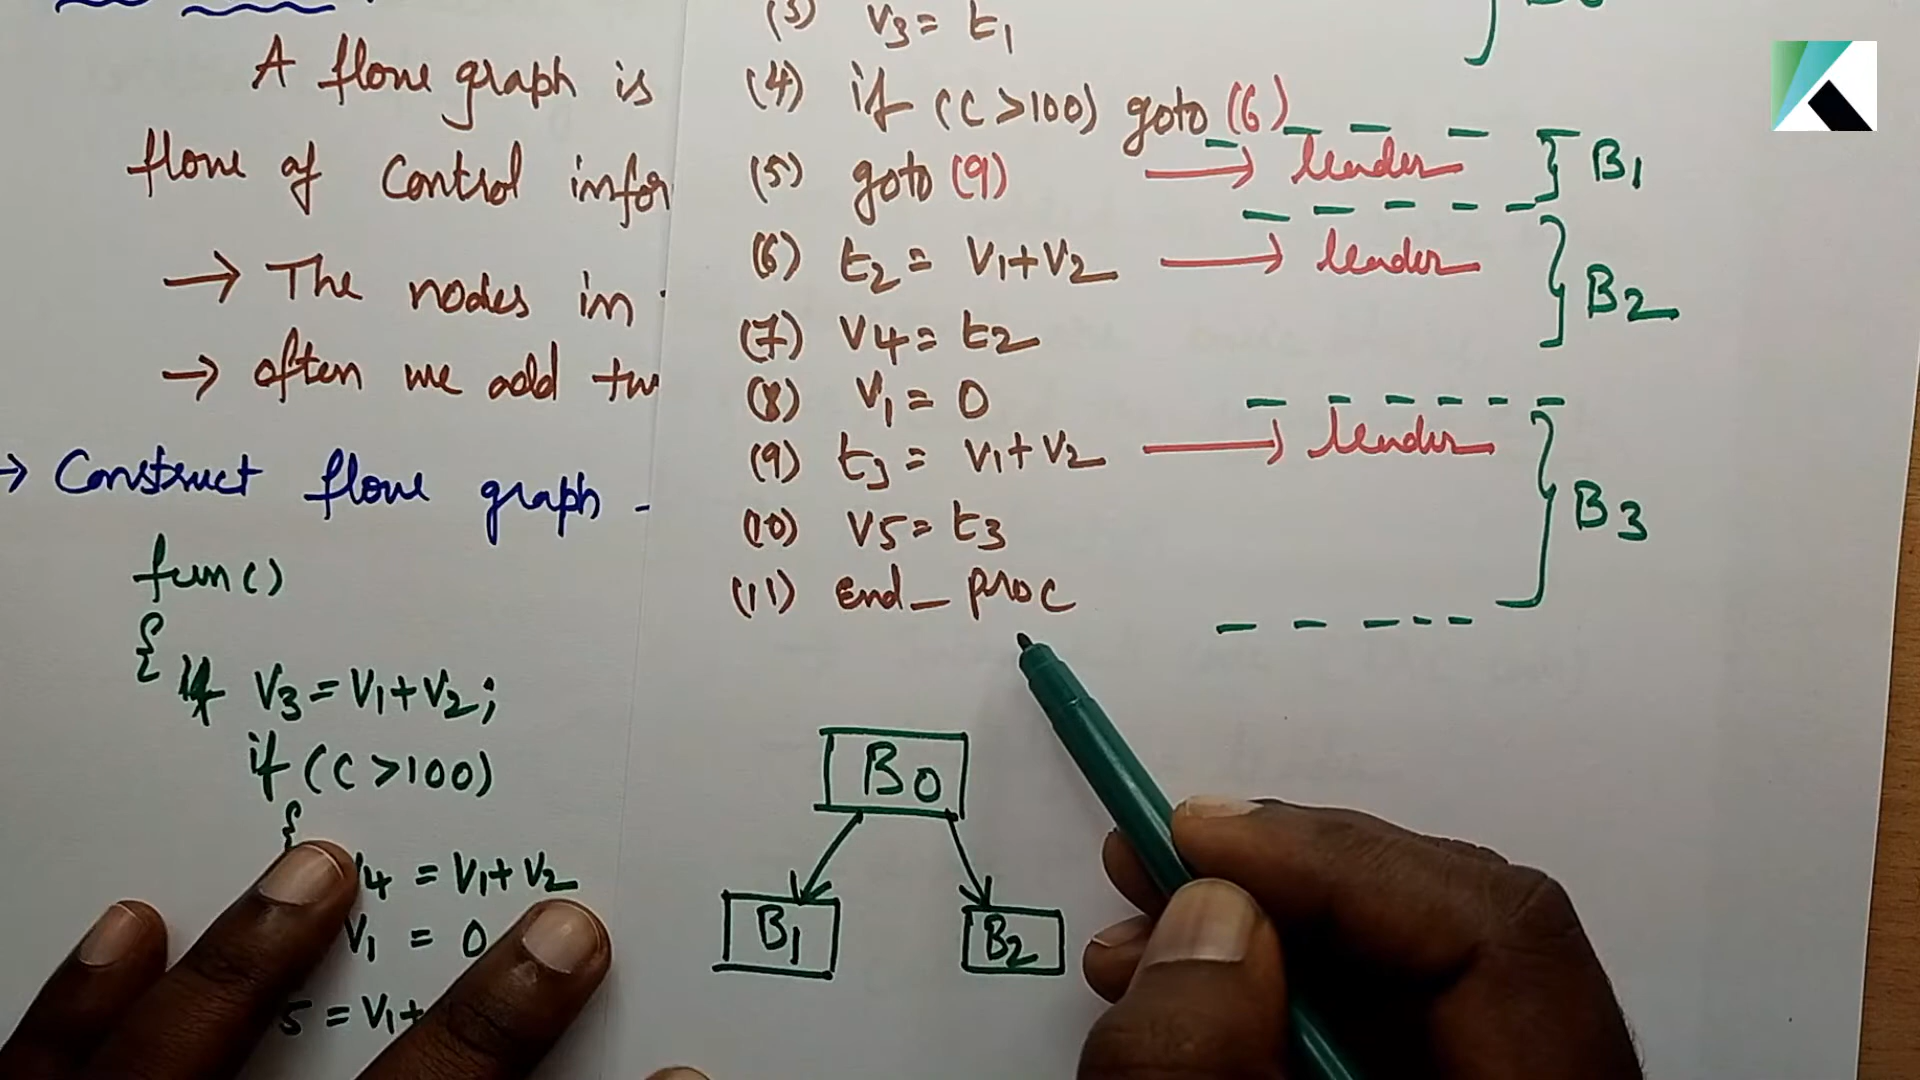 A flow graph is
flow of Control infor
→ The nodes in
→ often we add tw
→ Construct flow graph -
fun()
{
V3 = V1+V2;
if (C>100)
{
V4 = V1+V2
V1 = 0
5 = V1+
(3) V3 = t1
(4) if (C>100) goto (6)
(5) goto (9) → leader B1
(6) t2 = V1+V2 → leader B2
(7) V4 = t2
(8) V1 = 0
(9) t3 = V1+V2 → leader B3
(10) V5 = t3
(11) end_proc
B0
B1 B2